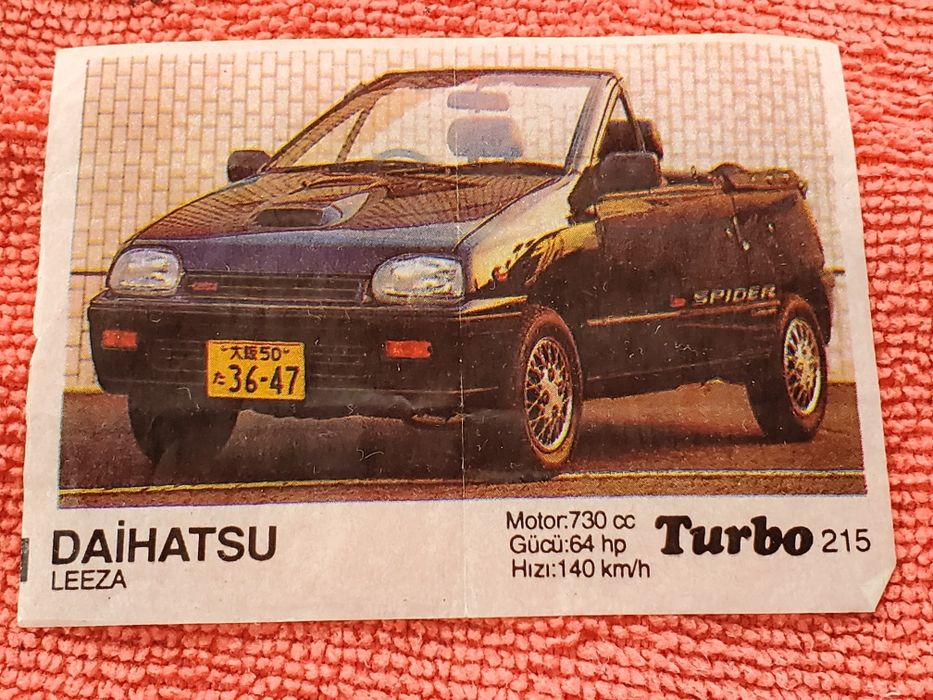 SPIDER
大阪50
た36-47
DAİHATSU
LEEZA
Motor:730 cc
Gücü:64 hp
Hızı:140 km/h
Turbo 215